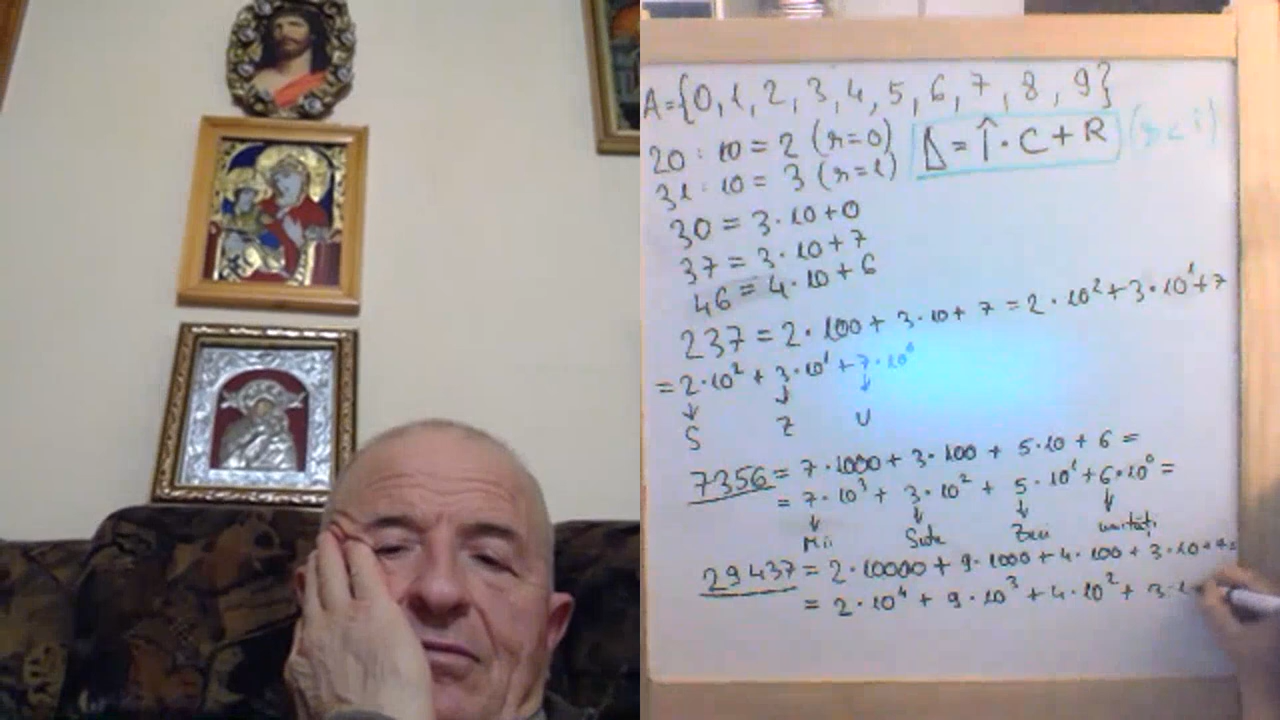 A={0, 1, 2, 3, 4, 5, 6, 7, 8, 9}
20 : 10 = 2 (r=0)
D = Î · C + R (r < i)
31 : 10 = 3 (r=1)
30 = 3 · 10 + 0
37 = 3 · 10 + 7
46 = 4 · 10 + 6
237 = 2 · 100 + 3 · 10 + 7 = 2 · 10² + 3 · 10¹ + 7
= 2 · 10² + 3 · 10¹ + 7 · 10⁰
↓ ↓ ↓
S Z U
7356 = 7 · 1000 + 3 · 100 + 5 · 10 + 6 =
= 7 · 10³ + 3 · 10² + 5 · 10¹ + 6 · 10⁰ =
↓ ↓ ↓ ↓
Mii Sute Zeci unități
29437 = 2 · 10000 + 9 · 1000 + 4 · 100 + 3 · 10 + 7 =
= 2 · 10⁴ + 9 · 10³ + 4 · 10² + 3 · 1